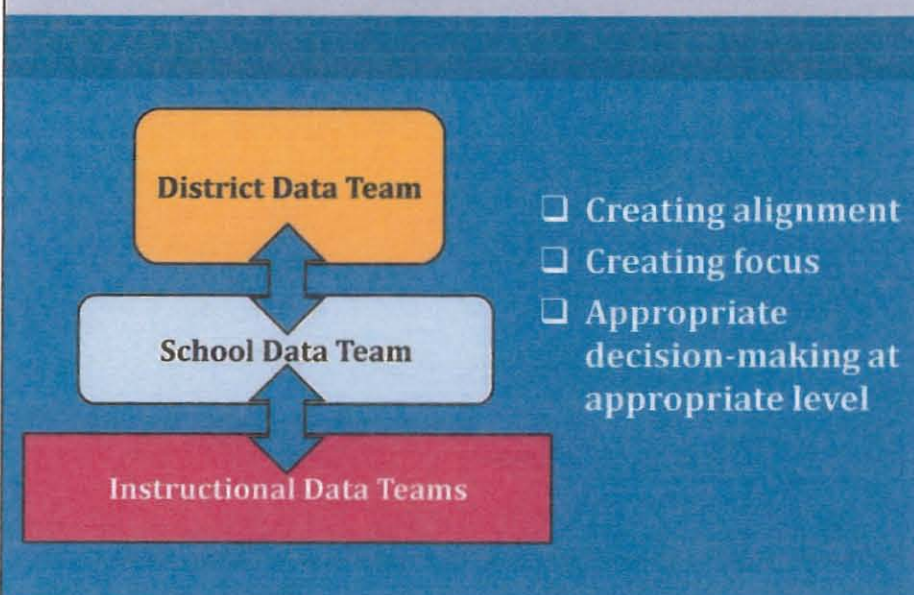 District Data Team
School Data Team
Instructional Data Teams
❑ Creating alignment
❑ Creating focus
❑ Appropriate
decision-making at
appropriate level